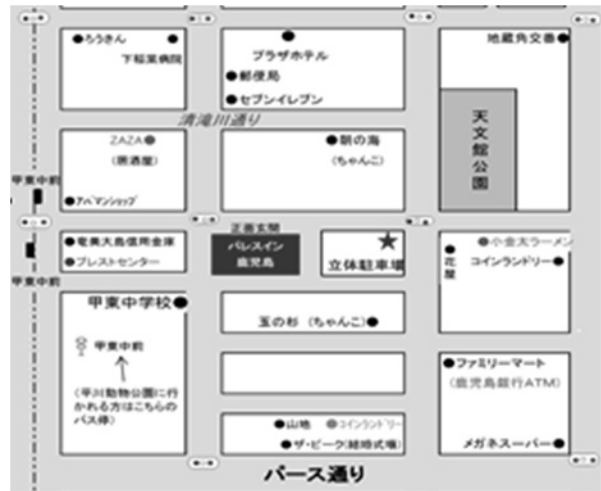 ろうきん
下稲葉病院
プラザホテル
郵便局
セブンイレブン
地蔵角交番
清滝川通り
ZAZA
(居酒屋)
朝の海
(ちゃんこ)
天文館公園
甲東中前
アパマンショップ
正面玄関
パレスイン
鹿児島
立体駐車場
奄美大島信用金庫
ブレストセンター
甲東中前
小金太ラーメン
花屋
コインランドリー
甲東中学校
甲東中前
(平川動物公園に行
かれる方はこちらの
バス停)
玉の杉 (ちゃんこ)
ファミリーマート
(鹿児島銀行ATM)
山地
コインランドリー
ザ・ビーク(結婚式場)
メガネスーパー
パース通り